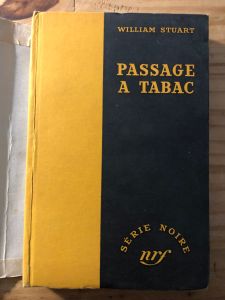 WILLIAM STUART
PASSAGE
A TABAC
SÉRIE NOIRE
nrf